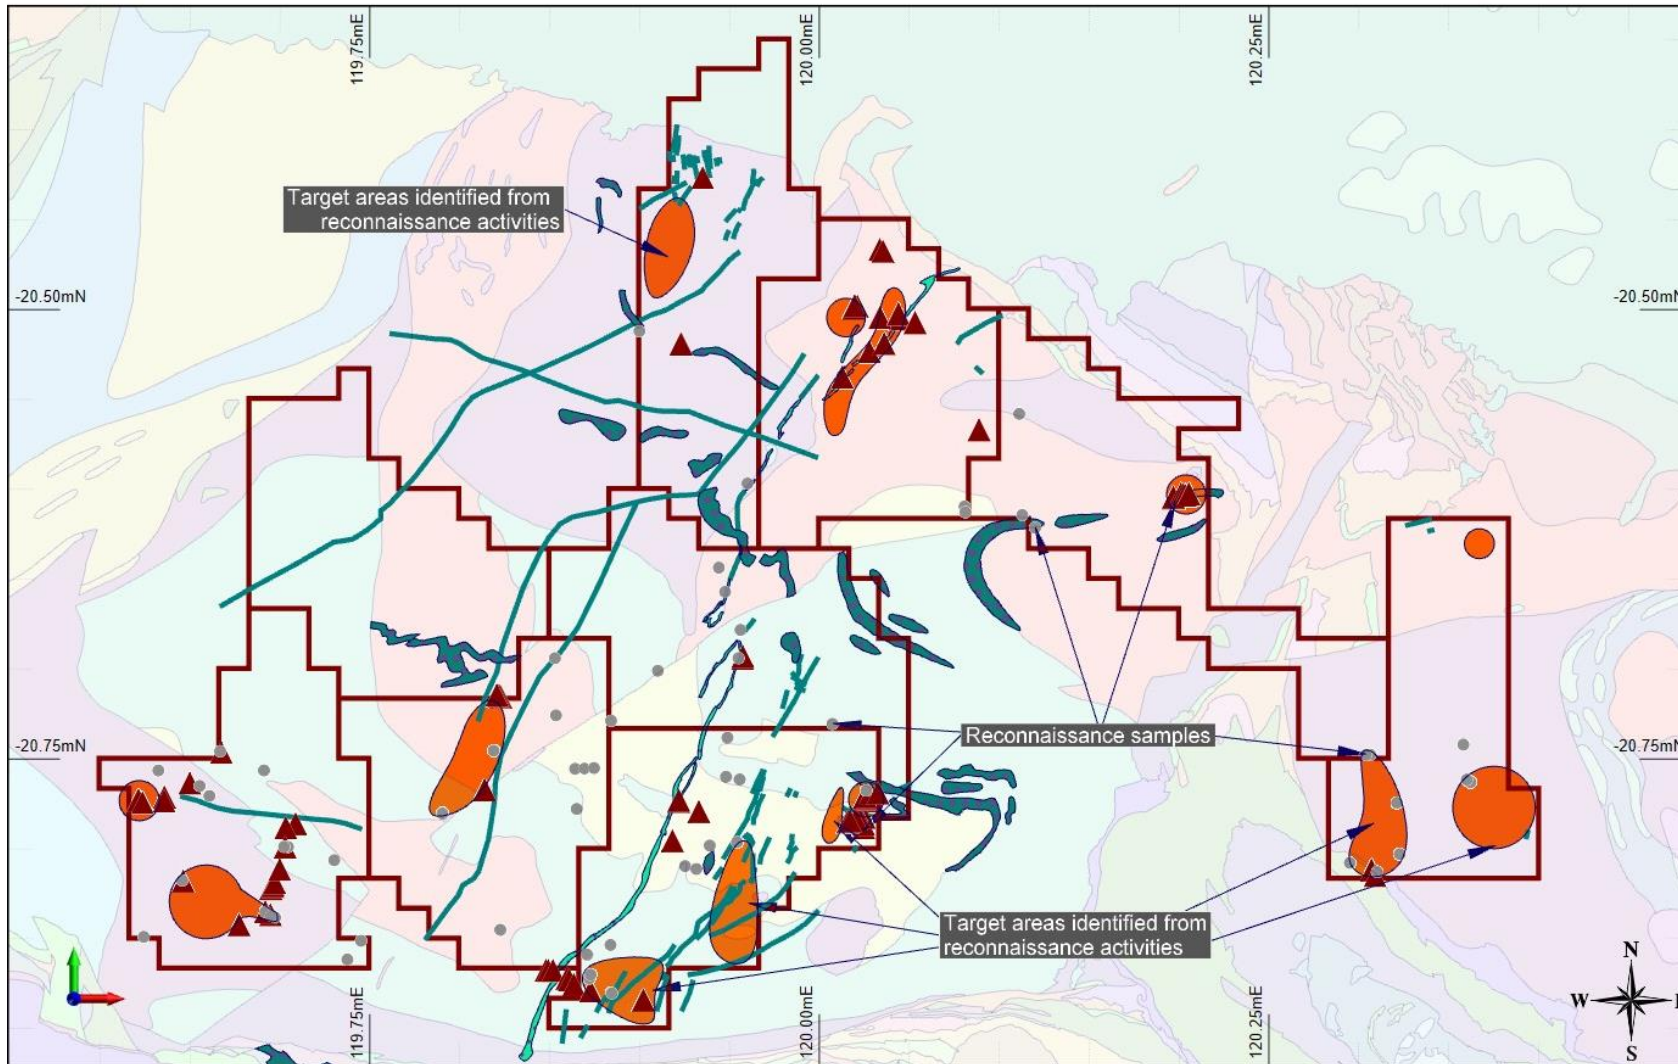 119.75mE
120.00mE
120.25mE
Target areas identified from
reconnaissance activities
-20.50mN
-20.50mN
Reconnaissance samples
-20.75mN
-20.75mN
Target areas identified from
reconnaissance activities
N
W
S
119.75mE
120.00mE
120.25mE